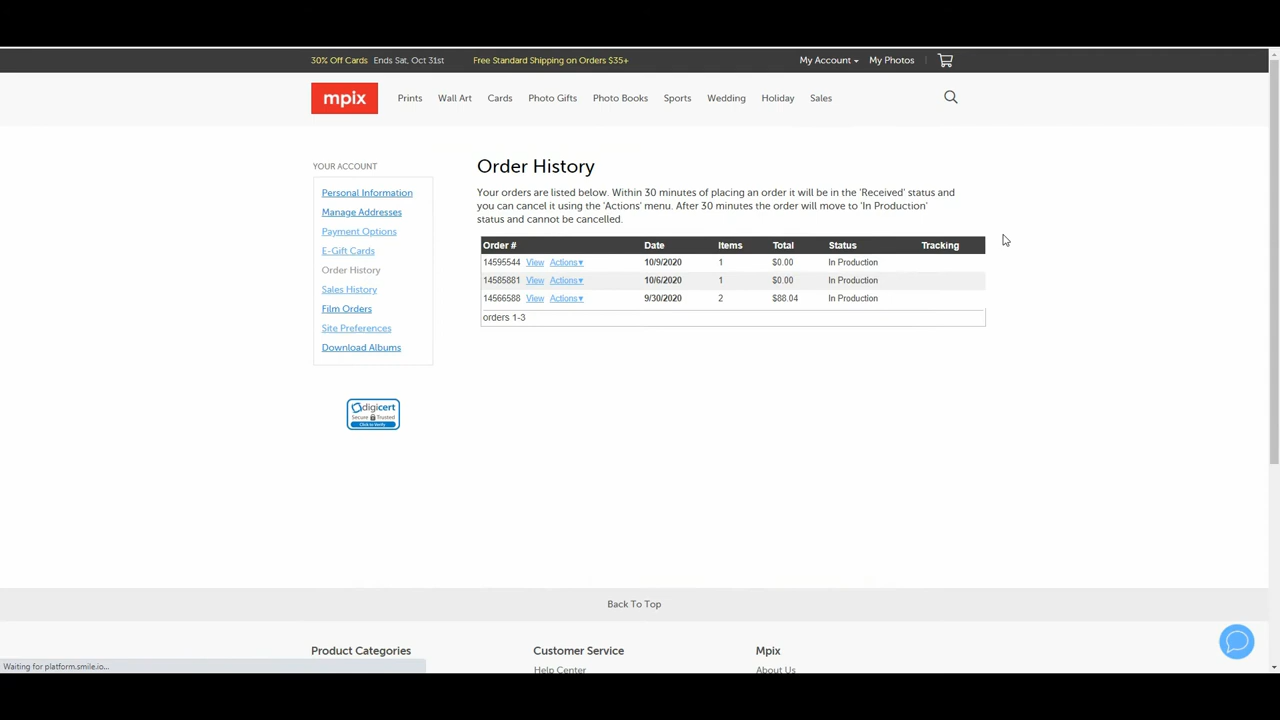 30% Off Cards Ends Sat, Oct 31st Free Standard Shipping on Orders $35+ My Account My Photos
mpix Prints Wall Art Cards Photo Gifts Photo Books Sports Wedding Holiday Sales
YOUR ACCOUNT
Personal Information
Manage Addresses
Payment Options
E-Gift Cards
Order History
Sales History
Film Orders
Site Preferences
Download Albums
digicert
Secure Trusted
Click to Verify
Order History
Your orders are listed below. Within 30 minutes of placing an order it will be in the 'Received' status and
you can cancel it using the 'Actions' menu. After 30 minutes the order will move to 'In Production'
status and cannot be cancelled.
Order # Date Items Total Status Tracking
14595544 View Actions▾ 10/9/2020 1 $0.00 In Production
14585881 View Actions▾ 10/6/2020 1 $0.00 In Production
14566588 View Actions▾ 9/30/2020 2 $88.04 In Production
orders 1-3
Back To Top
Product Categories Customer Service Mpix
Help Center About Us
Waiting for platform.smile.io...